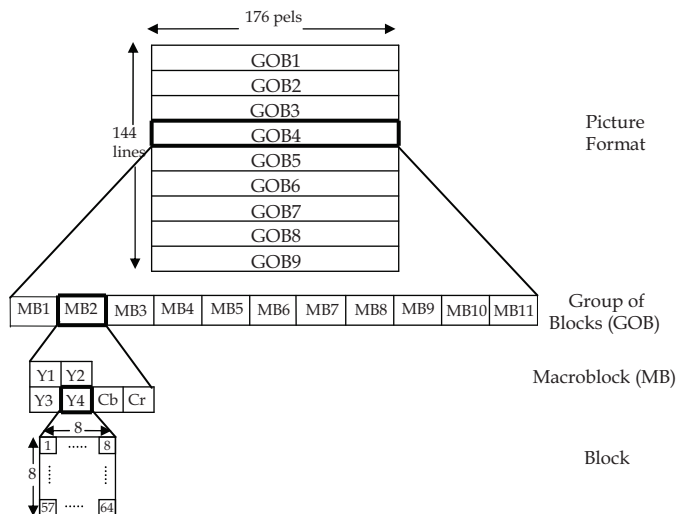 176 pels
GOB1
GOB2
GOB3
144
lines
GOB4
GOB5
GOB6
GOB7
GOB8
GOB9
Picture
Format
MB1 MB2 MB3 MB4 MB5 MB6 MB7 MB8 MB9 MB10 MB11
Group of
Blocks (GOB)
Y1 Y2
Y3 Y4 Cb Cr
Macroblock (MB)
8
1 ..... 8
8
57 ..... 64
Block